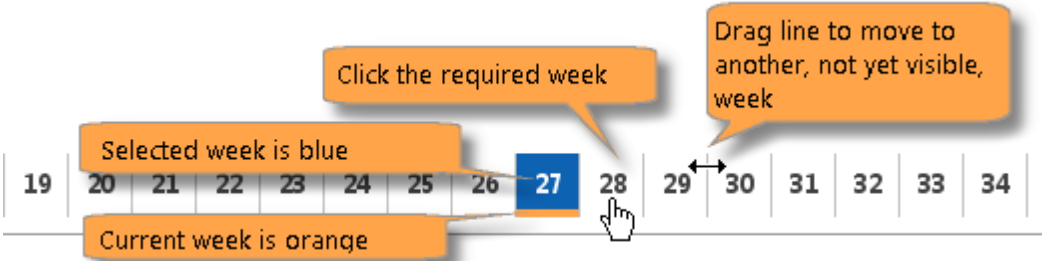 Drag line to move to
another, not yet visible,
week
Click the required week
Selected week is blue
19 20 21 22 23 24 25 26 27 28 29 30 31 32 33 34
Current week is orange